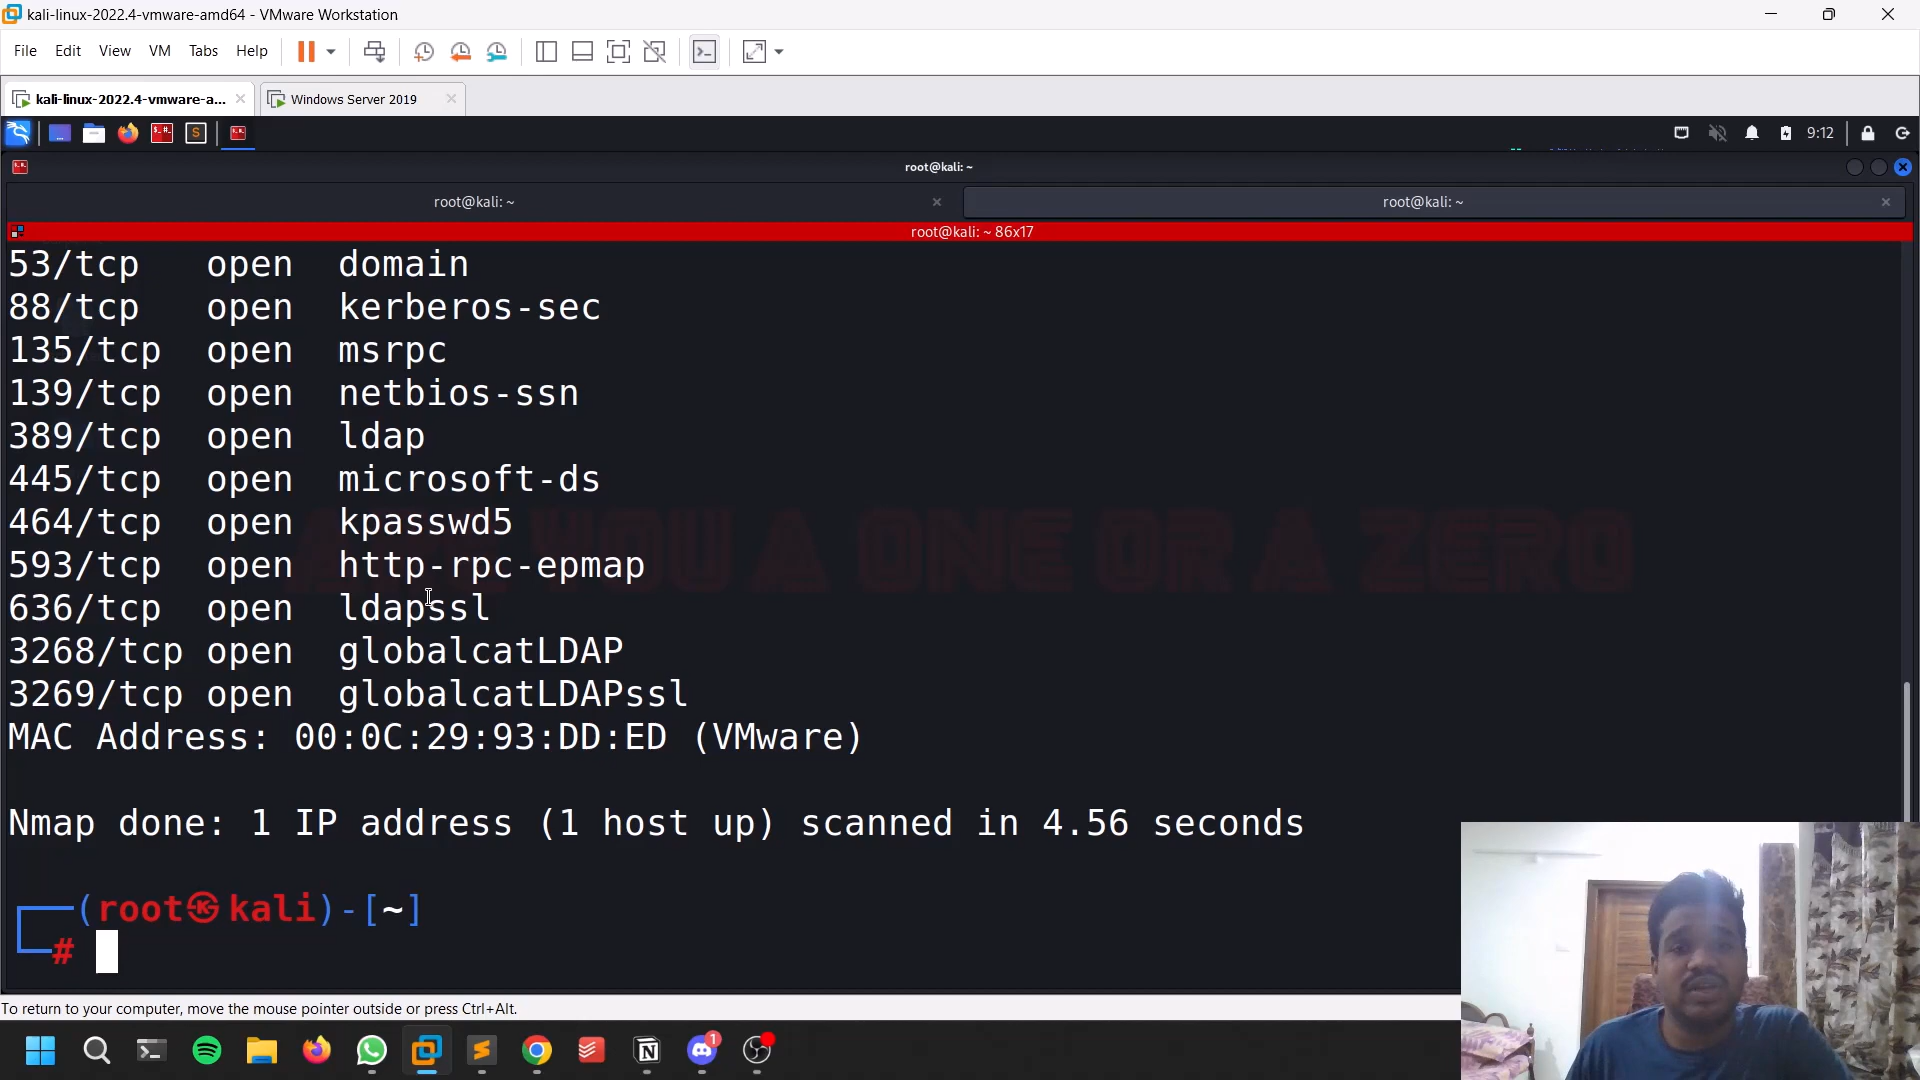 kali-linux-2022.4-vmware-amd64 - VMware Workstation
File Edit View VM Tabs Help
kali-linux-2022.4-vmware-a...
Windows Server 2019
9:12
root@kali: ~
root@kali: ~
root@kali: ~
root@kali: ~ 86x17
53/tcp open domain
88/tcp open kerberos-sec
135/tcp open msrpc
139/tcp open netbios-ssn
389/tcp open ldap
445/tcp open microsoft-ds
464/tcp open kpasswd5
ARE YOU A ONE OR A ZERO
593/tcp open http-rpc-epmap
636/tcp open ldapssl
3268/tcp open globalcatLDAP
3269/tcp open globalcatLDAPssl
MAC Address: 00:0C:29:93:DD:ED (VMware)
Nmap done: 1 IP address (1 host up) scanned in 4.56 seconds
(root㉿kali)-[~]
#
To return to your computer, move the mouse pointer outside or press Ctrl+Alt.
1